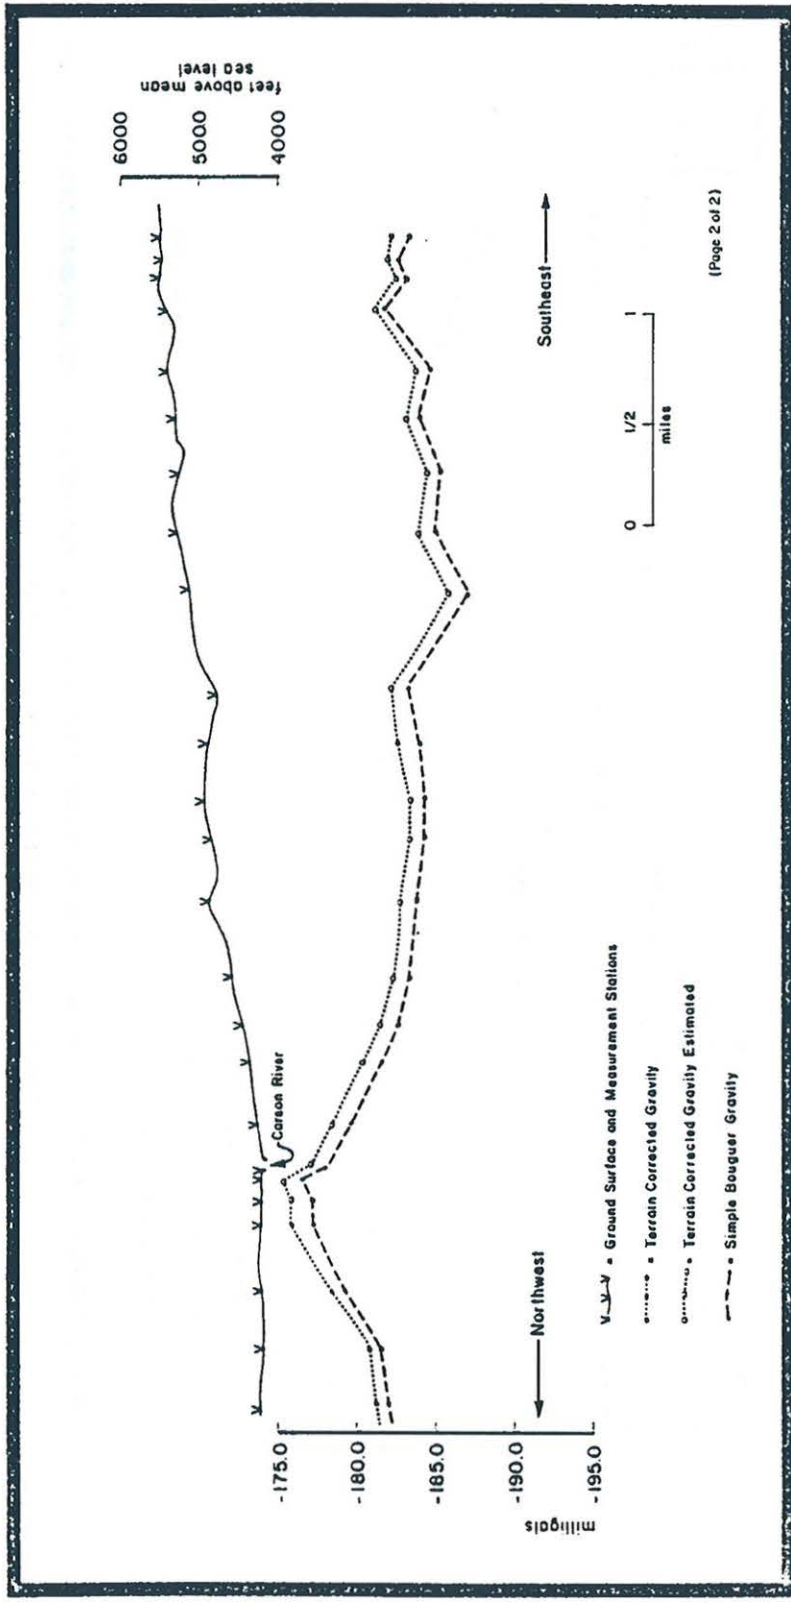 6000
5000
4000
feet above mean
sea level
Carson River
-175.0
-180.0
-185.0
-190.0
-195.0
milligals
Northwest
Southeast
0
1/2
1
miles
Ground Surface and Measurement Stations
Terrain Corrected Gravity
Terrain Corrected Gravity Estimated
Simple Bouguer Gravity
(Page 2 of 2)